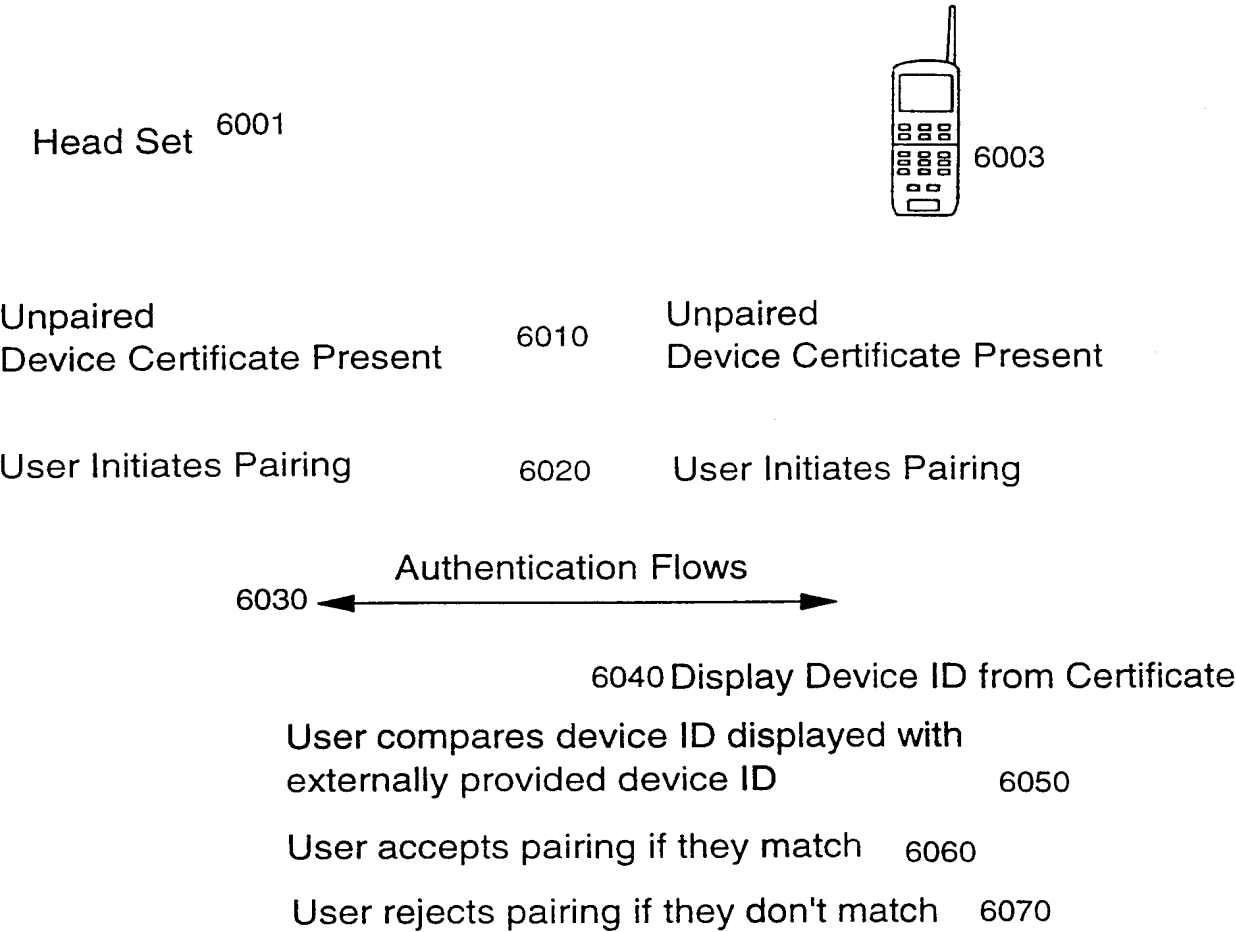 Head Set 6001
6003
Unpaired
Device Certificate Present
6010
Unpaired
Device Certificate Present
User Initiates Pairing 6020 User Initiates Pairing
Authentication Flows
6030
6040 Display Device ID from Certificate
User compares device ID displayed with
externally provided device ID 6050
User accepts pairing if they match 6060
User rejects pairing if they don't match 6070